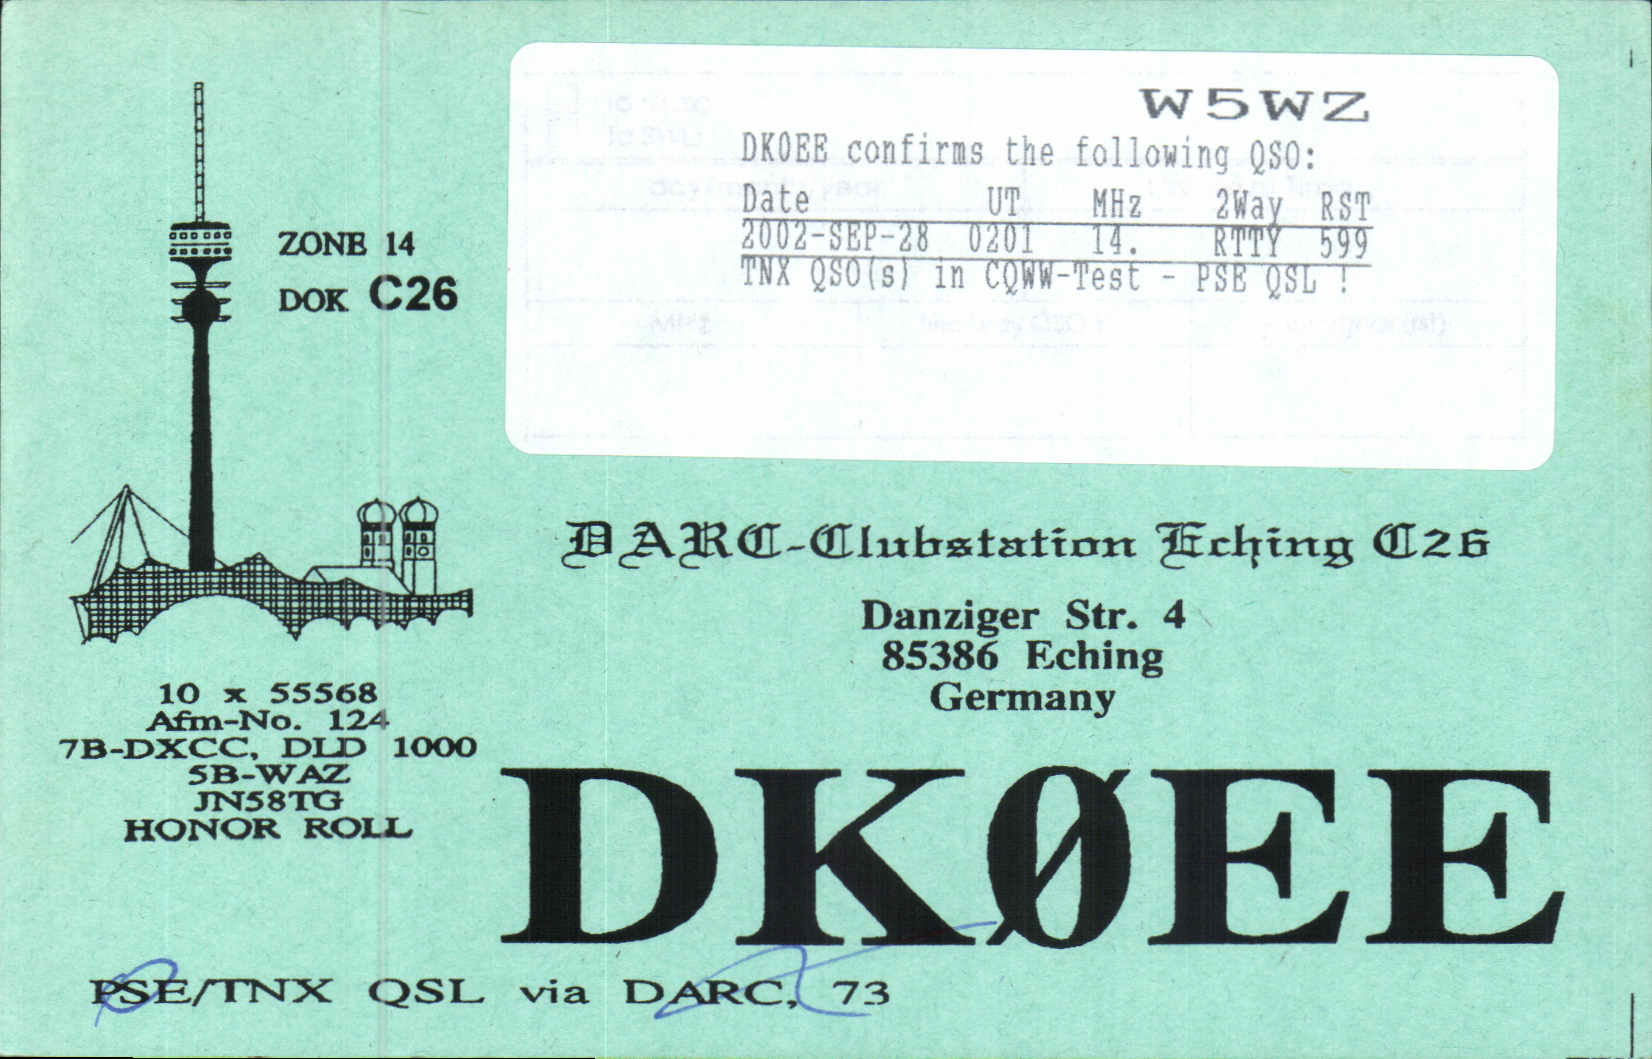 W5WZ
DK0EE confirms the following QSO:
Date UT MHz 2Way RST
2002-SEP-28 0201 14. RTTY 599
TNX QSO(s) in CQWW-Test - PSE QSL !
ZONE 14
DOK C26
DARC-Clubstation Eching C26
Danziger Str. 4
85386 Eching
Germany
10 x 55568
Afm-No. 124
7B-DXCC, DLD 1000
5B-WAZ
JN58TG
HONOR ROLL
DKØEE
PSE/TNX QSL via DARC, 73